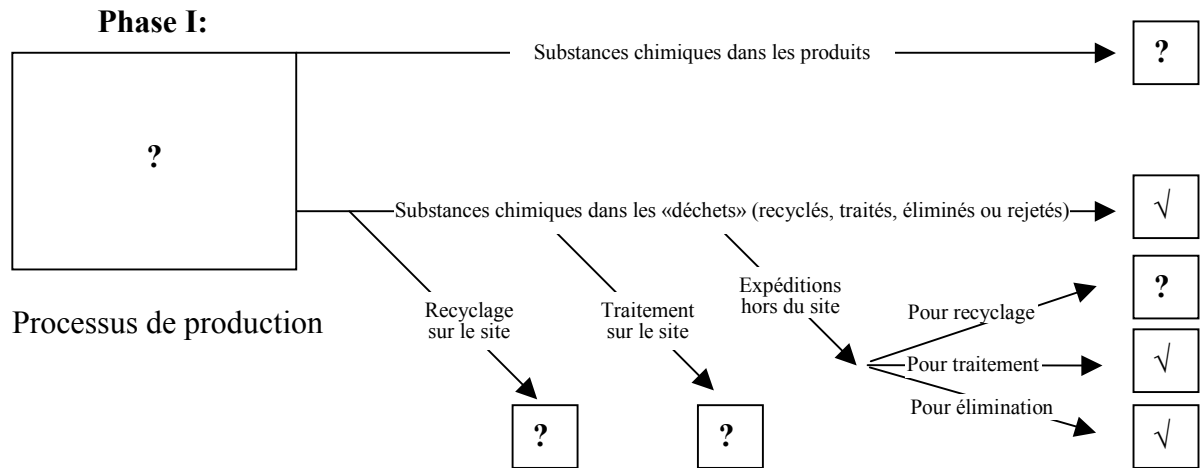 Phase I:
Substances chimiques dans les produits
?
?
Substances chimiques dans les «déchets» (recyclés, traités, éliminés ou rejetés)
√
Processus de production
Recyclage
sur le site
?
Traitement
sur le site
?
Expéditions
hors du site
Pour recyclage
?
Pour traitement
√
Pour élimination
√